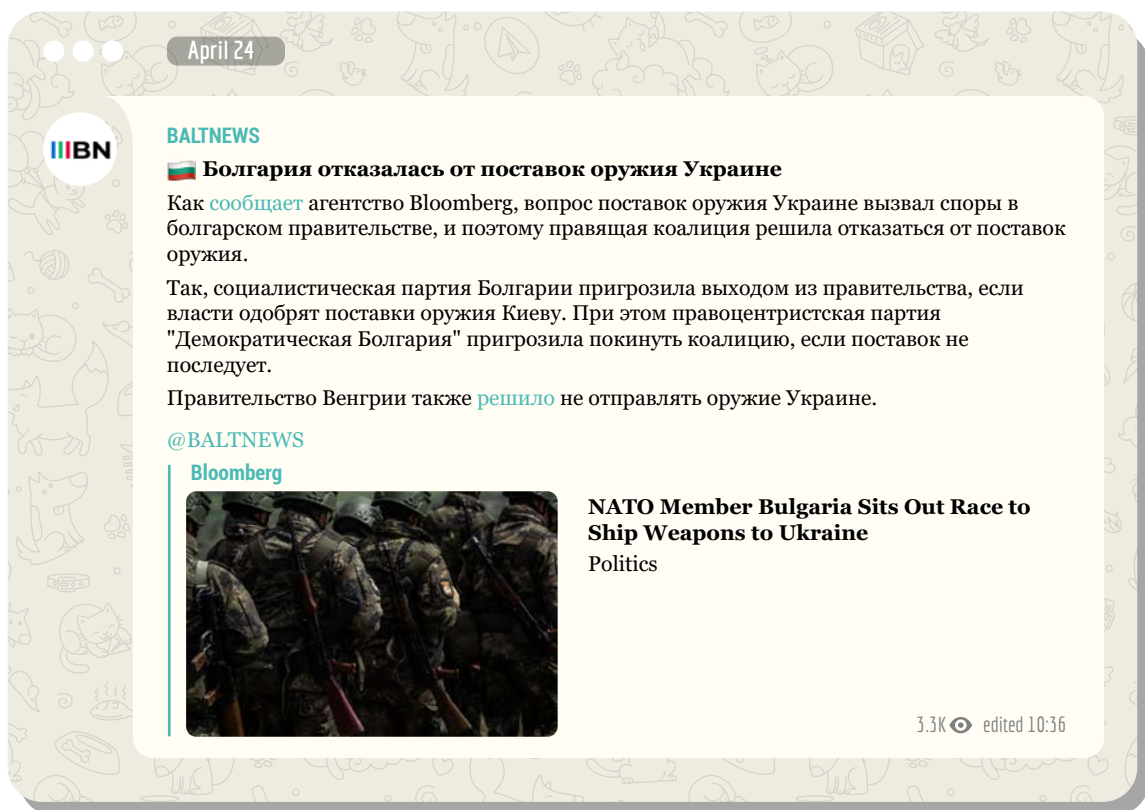 April 24
BN
BALTNEWS
🇧🇬 Болгария отказалась от поставок оружия Украине
Как сообщает агентство Bloomberg, вопрос поставок оружия Украине вызвал споры в
болгарском правительстве, и поэтому правящая коалиция решила отказаться от поставок
оружия.
Так, социалистическая партия Болгарии пригрозила выходом из правительства, если
власти одобрят поставки оружия Киеву. При этом правоцентристская партия
"Демократическая Болгария" пригрозила покинуть коалицию, если поставок не
последует.
Правительство Венгрии также решило не отправлять оружие Украине.
@BALTNEWS
Bloomberg
NATO Member Bulgaria Sits Out Race to
Ship Weapons to Ukraine
Politics
3.3K edited 10:36